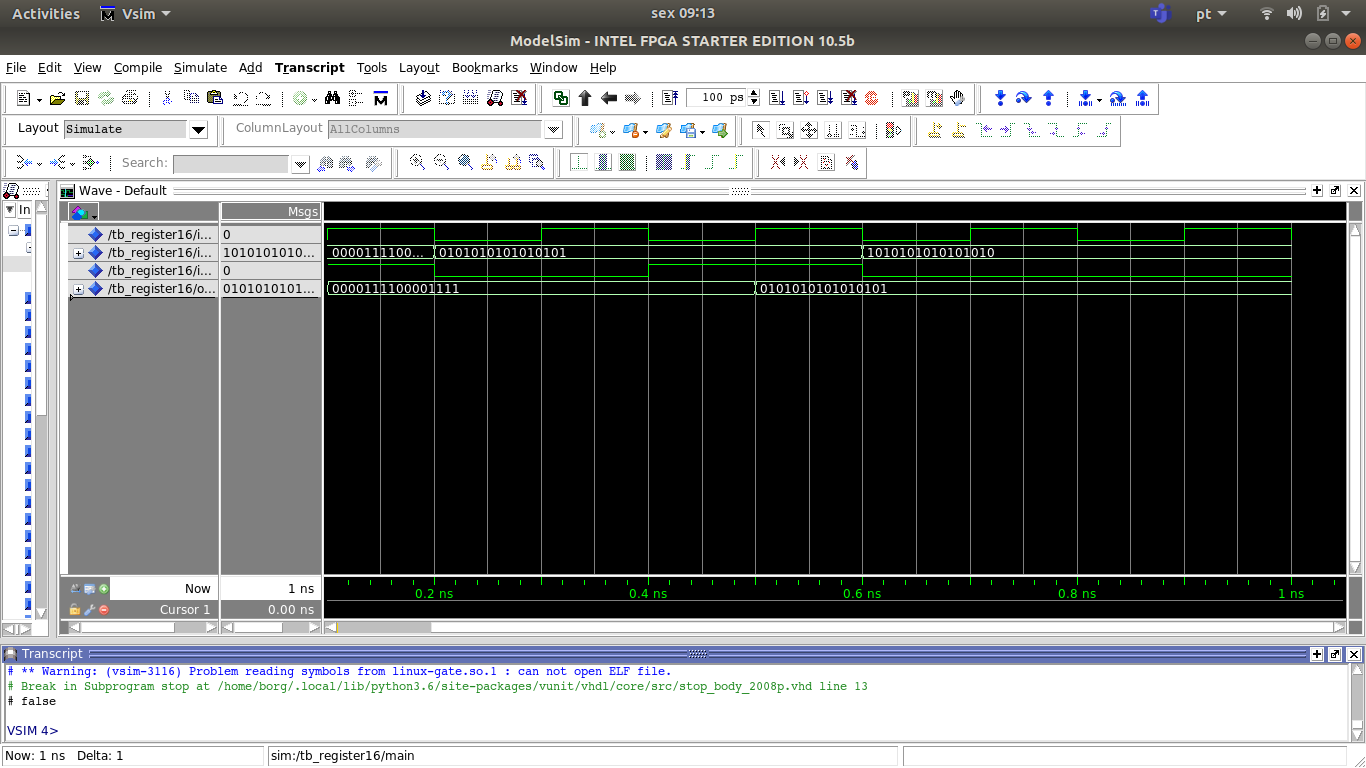 Activities Vsim sex 09:13 pt
ModelSim - INTEL FPGA STARTER EDITION 10.5b
File Edit View Compile Simulate Add Transcript Tools Layout Bookmarks Window Help
100 ps
Layout Simulate ColumnLayout AllColumns
Search:
Wave - Default
In
Msgs
/tb_register16/i... 0
/tb_register16/i... 1010101010... 0000111100... 0101010101010101 1010101010101010
/tb_register16/i... 0
/tb_register16/o... 0101010101... 0000111100001111 0101010101010101
Now 1 ns 0.2 ns 0.4 ns 0.6 ns 0.8 ns 1 ns
Cursor 1 0.00 ns
Transcript
# ** Warning: (vsim-3116) Problem reading symbols from linux-gate.so.1 : can not open ELF file.
# Break in Subprogram stop at /home/borg/.local/lib/python3.6/site-packages/vunit/vhdl/core/src/stop_body_2008p.vhd line 13
# false
VSIM 4>
Now: 1 ns Delta: 1 sim:/tb_register16/main